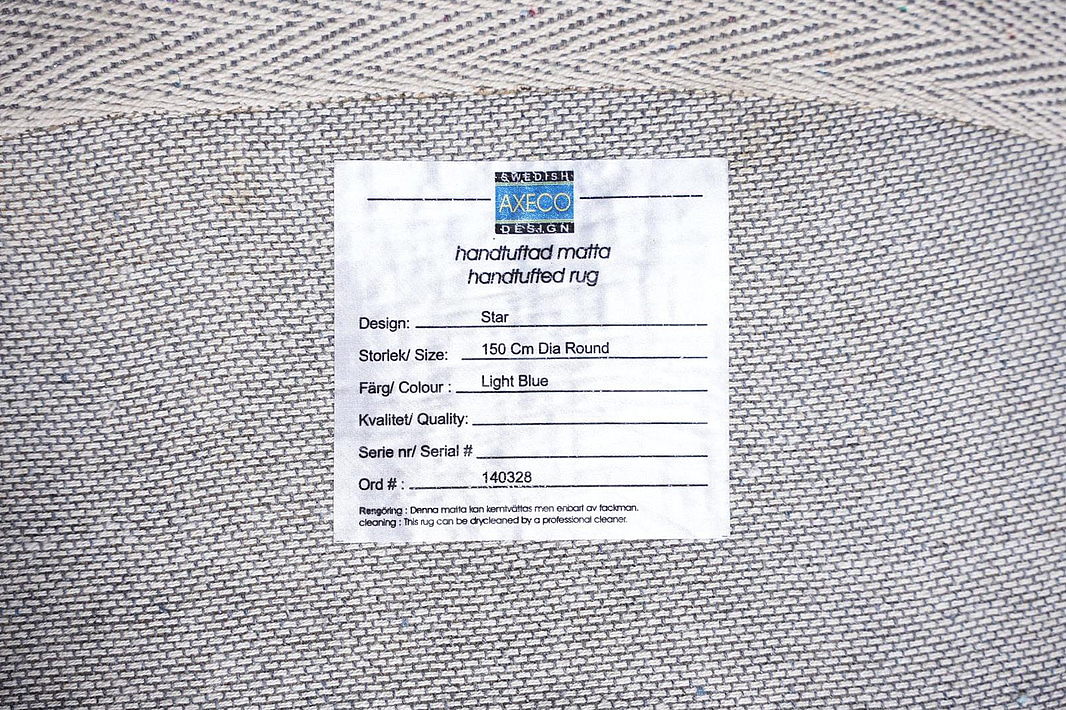 SWEDISH
AXECO
DESIGN
handtuftad matta
handtufted rug
Design: Star
Storlek/ Size: 150 Cm Dia Round
Färg/ Colour : Light Blue
Kvalitet/ Quality:
Serie nr/ Serial #
Ord # : 140328
Rengöring : Denna matta kan kemtvättas men enbart av fackman.
cleaning : This rug can be drycleaned by a professional cleaner.